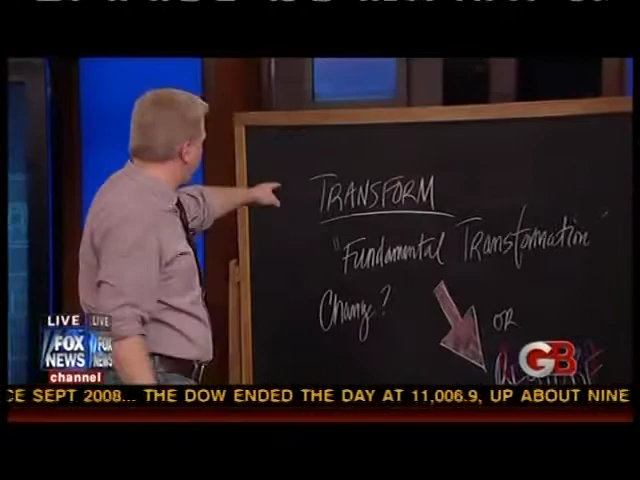 TRANSFORM
"Fundamental Transformation"
Change?
OR
LIVE
FOX
NEWS
channel
GB
CE SEPT 2008... THE DOW ENDED THE DAY AT 11,006.9, UP ABOUT NINE